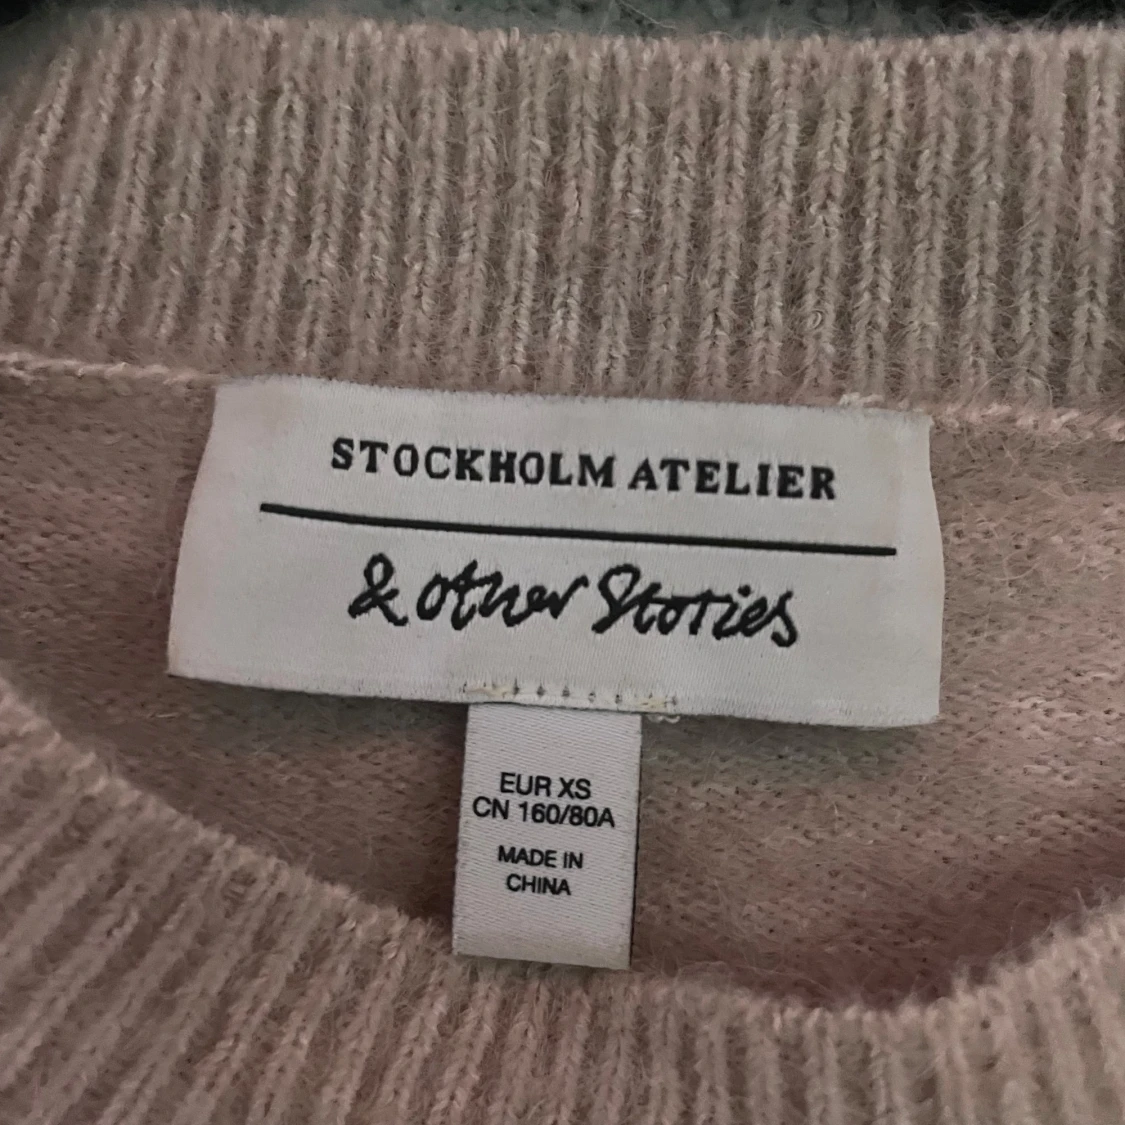 STOCKHOLM ATELIER
& other Stories
EUR XS
CN 160/80A
MADE IN
CHINA